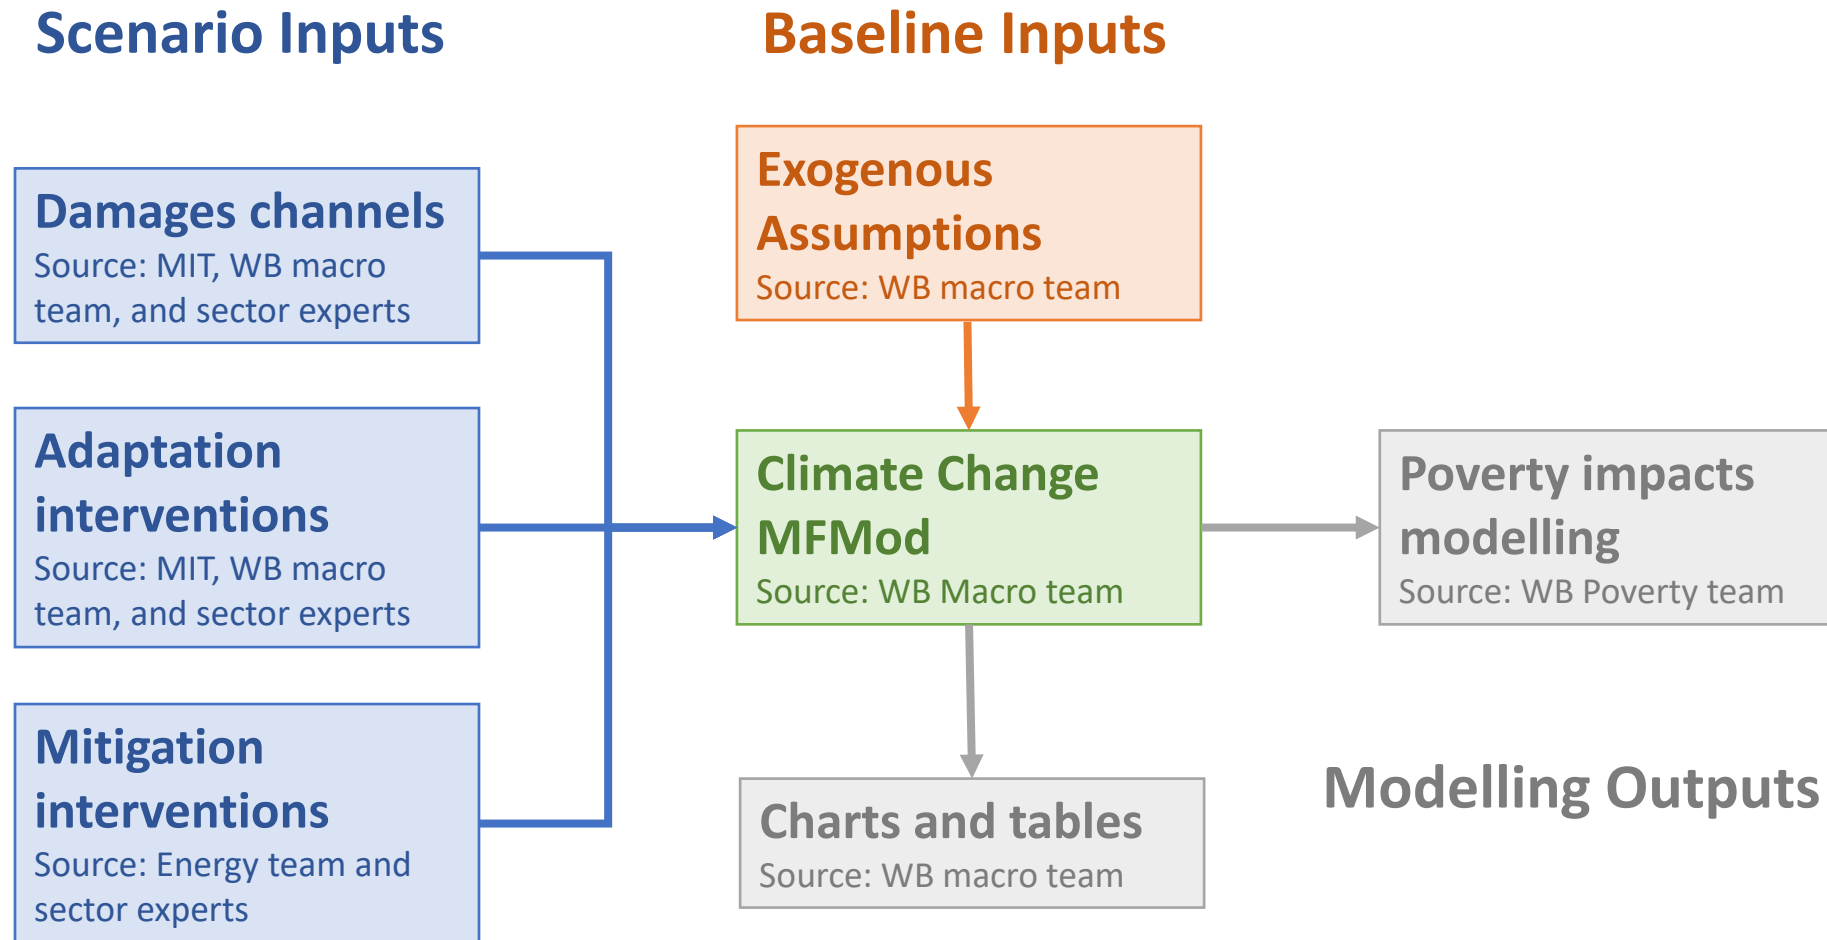 Scenario Inputs
Baseline Inputs
Damages channels
Source: MIT, WB macro
team, and sector experts
Adaptation
interventions
Source: MIT, WB macro
team, and sector experts
Mitigation
interventions
Source: Energy team and
sector experts
Exogenous
Assumptions
Source: WB macro team
Climate Change
MFMod
Source: WB Macro team
Charts and tables
Source: WB macro team
Poverty impacts
modelling
Source: WB Poverty team
Modelling Outputs